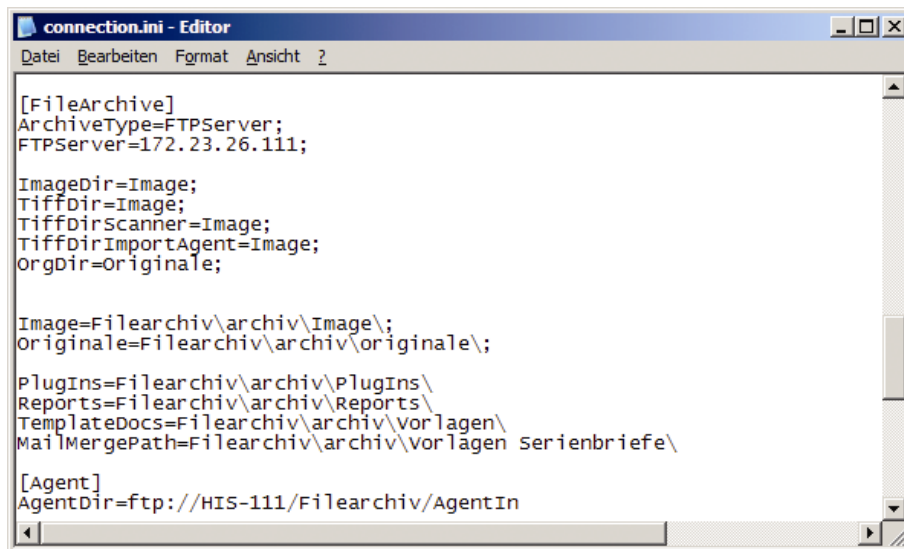 connection.ini - Editor
Datei Bearbeiten Format Ansicht ?
[FileArchive]
ArchiveType=FTPServer;
FTPServer=172.23.26.111;
ImageDir=Image;
TiffDir=Image;
TiffDirScanner=Image;
TiffDirImportAgent=Image;
OrgDir=Originale;
Image=Filearchiv\archiv\Image\;
Originale=Filearchiv\archiv\originale\;
PlugIns=Filearchiv\archiv\PlugIns\
Reports=Filearchiv\archiv\Reports\
TemplateDocs=Filearchiv\archiv\Vorlagen\
MailMergePath=Filearchiv\archiv\Vorlagen Serienbriefe\
[Agent]
AgentDir=ftp://HIS-111/Filearchiv/AgentIn